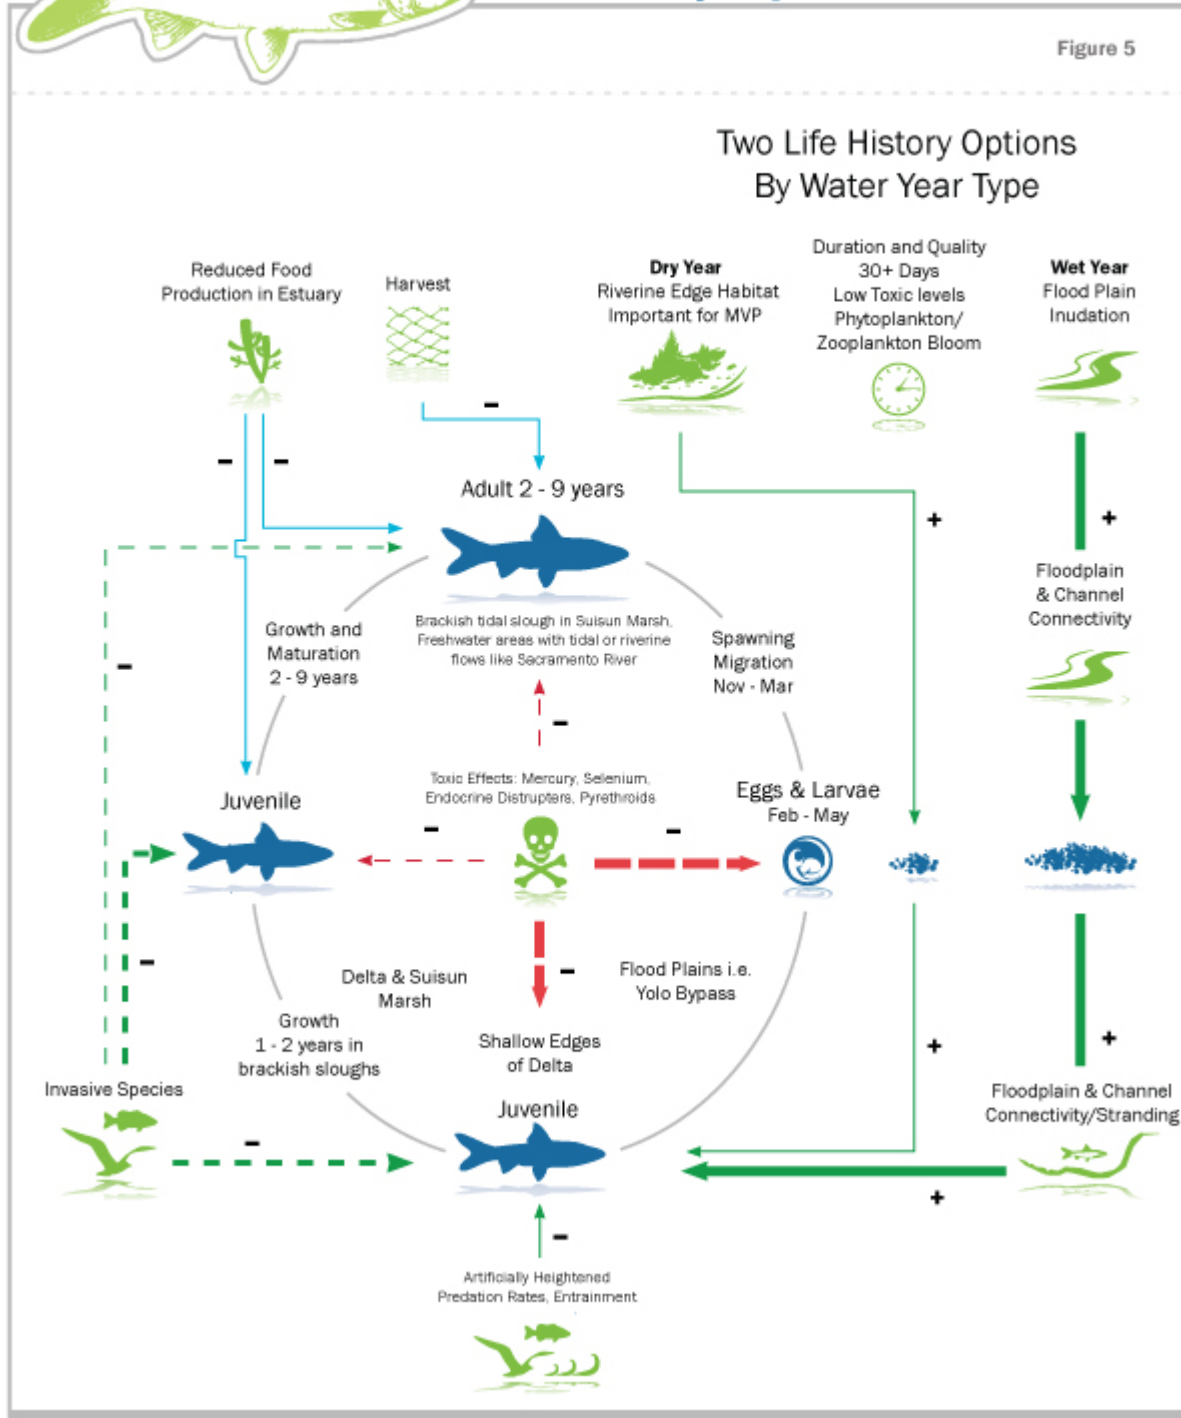 Figure 5
Two Life History Options
By Water Year Type
Reduced Food
Production in Estuary
Harvest
Dry Year
Riverine Edge Habitat
Important for MVP
Duration and Quality
30+ Days
Low Toxic levels
Phytoplankton/
Zooplankton Bloom
Wet Year
Flood Plain
Inudation
–
–
–
+
+
Adult 2 - 9 years
Floodplain
& Channel
Connectivity
Brackish tidal slough in Suisun Marsh,
Freshwater areas with tidal or riverine
flows like Sacramento River
Growth and
Maturation
2 - 9 years
Spawning
Migration
Nov - Mar
–
–
Toxic Effects: Mercury, Selenium,
Endocrine Distrupters, Pyrethroids
Juvenile
Eggs & Larvae
Feb - May
–
–
–
–
Delta & Suisun
Marsh
Flood Plains i.e.
Yolo Bypass
Growth
1 - 2 years in
brackish sloughs
Shallow Edges
of Delta
+
+
Invasive Species
Juvenile
Floodplain & Channel
Connectivity/Stranding
–
+
–
Artificially Heightened
Predation Rates, Entrainment